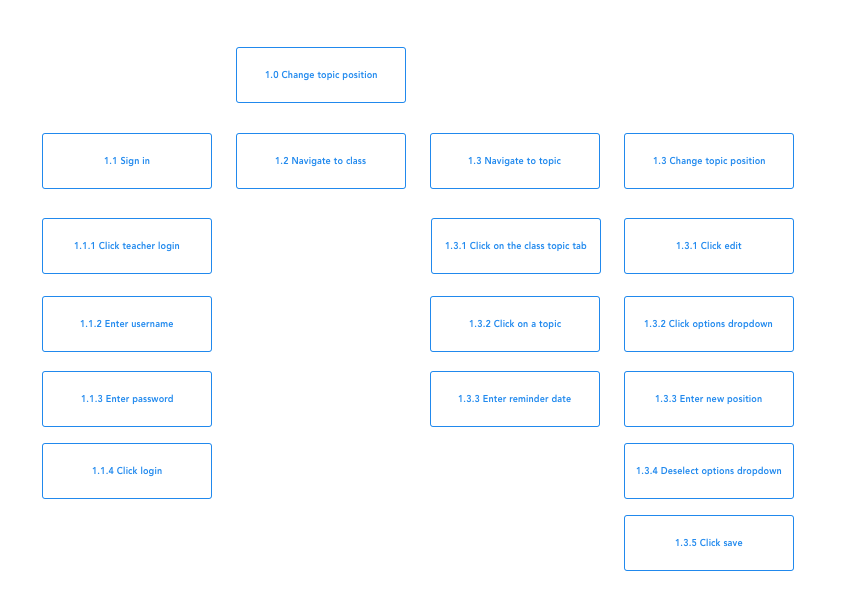 1.0 Change topic position
1.1 Sign in
1.2 Navigate to class
1.3 Navigate to topic
1.3 Change topic position
1.1.1 Click teacher login
1.3.1 Click on the class topic tab
1.3.1 Click edit
1.1.2 Enter username
1.3.2 Click on a topic
1.3.2 Click options dropdown
1.1.3 Enter password
1.3.3 Enter reminder date
1.3.3 Enter new position
1.1.4 Click login
1.3.4 Deselect options dropdown
1.3.5 Click save